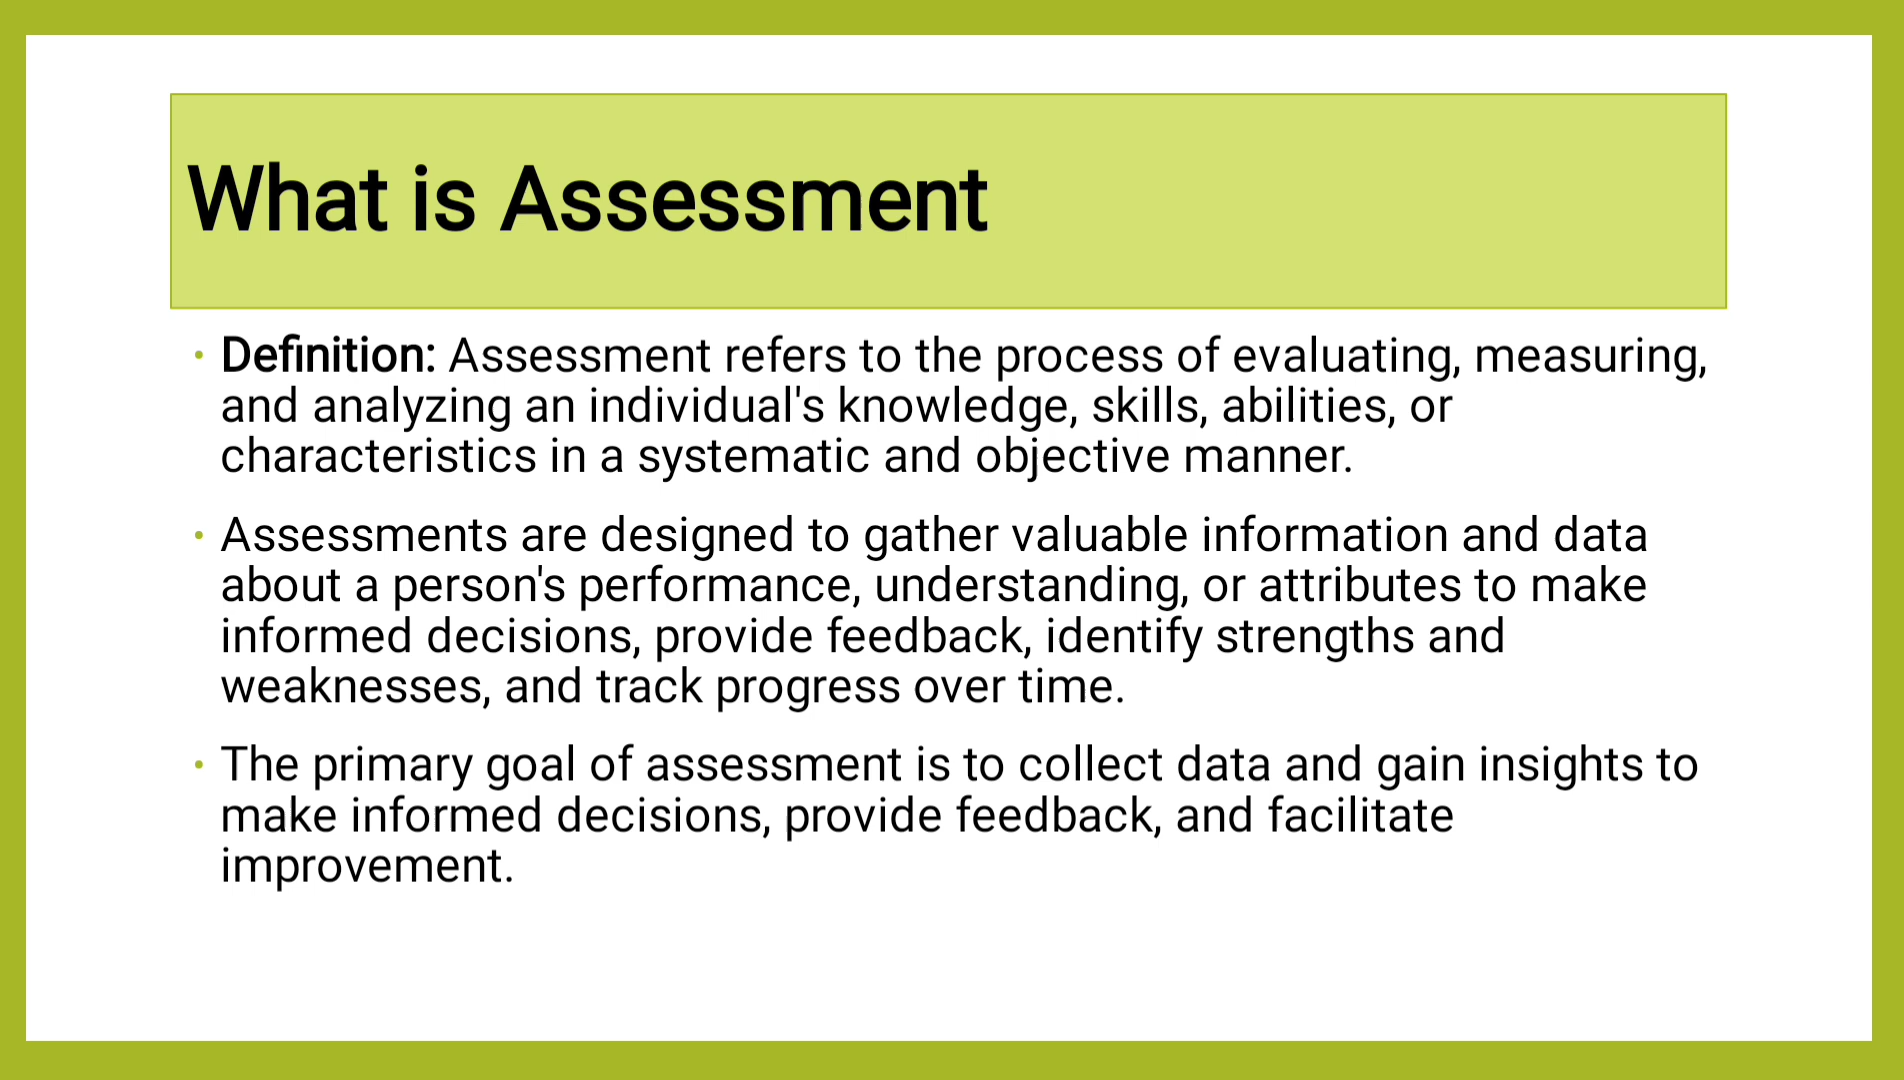 What is Assessment
• Definition: Assessment refers to the process of evaluating, measuring,
and analyzing an individual's knowledge, skills, abilities, or
characteristics in a systematic and objective manner.
• Assessments are designed to gather valuable information and data
about a person's performance, understanding, or attributes to make
informed decisions, provide feedback, identify strengths and
weaknesses, and track progress over time.
• The primary goal of assessment is to collect data and gain insights to
make informed decisions, provide feedback, and facilitate
improvement.